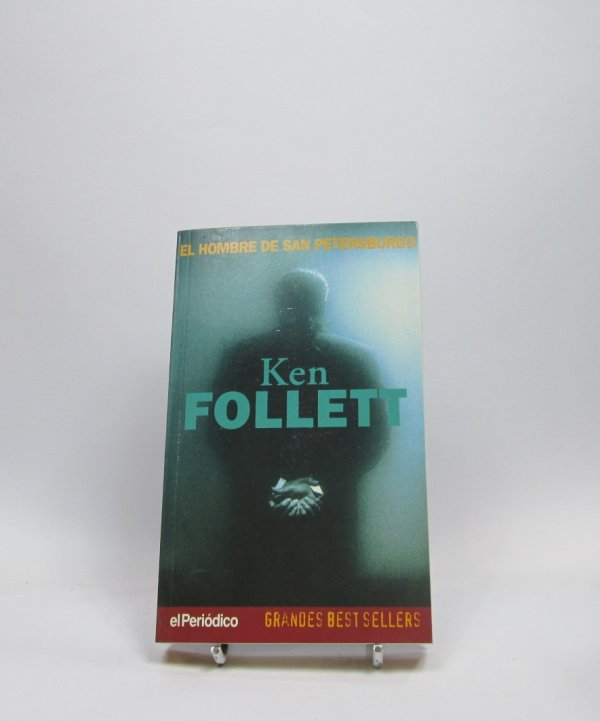 EL HOMBRE DE SAN PETERSBURGO
Ken
FOLLETT
elPeriódico
GRANDES BEST SELLERS